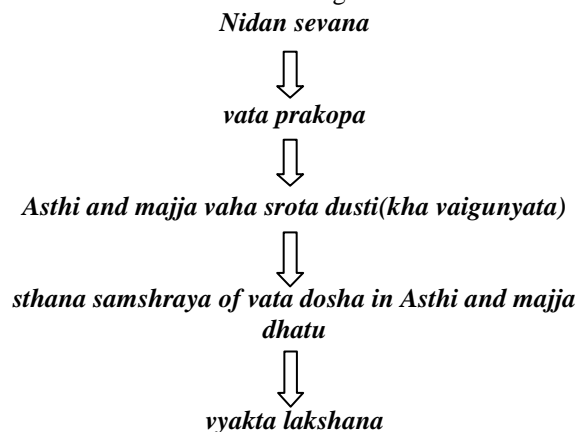 Nidan sevana
vata prakopa
Asthi and majja vaha srota dusti(kha vaigunyata)
sthana samshraya of vata dosha in Asthi and majja
dhatu
vyakta lakshana